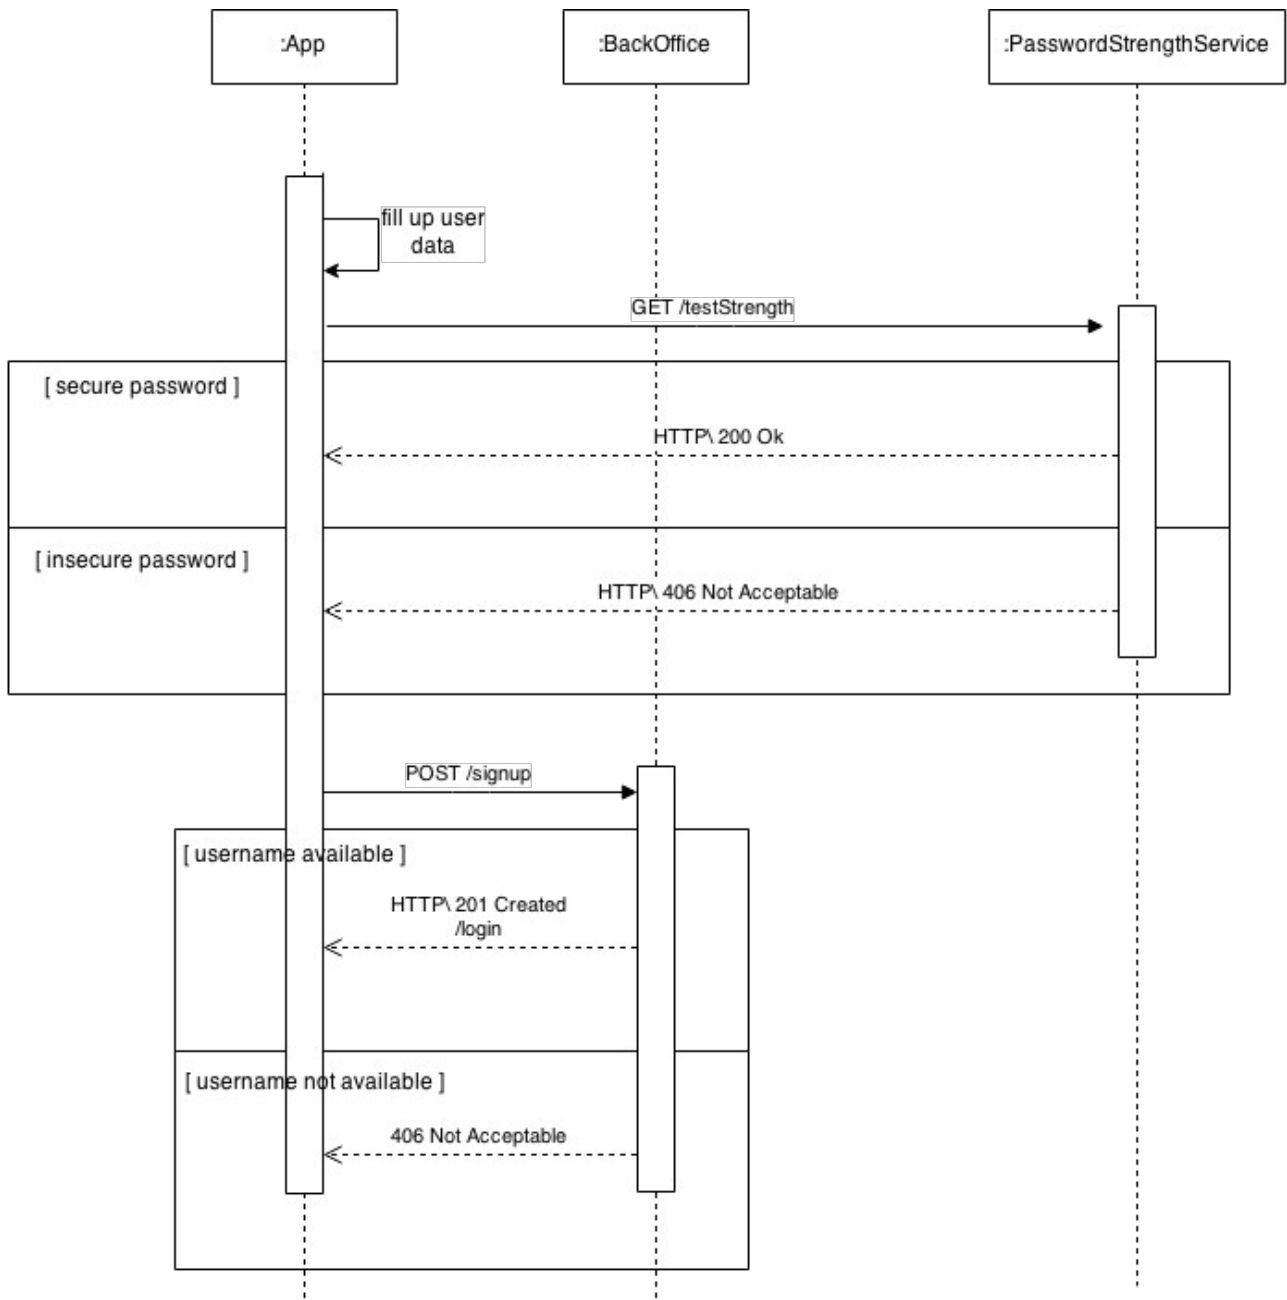 :App
:BackOffice
:PasswordStrengthService
fill up user
data
GET /testStrength
[ secure password ]
HTTP\ 200 Ok
[ insecure password ]
HTTP\ 406 Not Acceptable
POST /signup
[ username available ]
HTTP\ 201 Created
/login
[ username not available ]
406 Not Acceptable